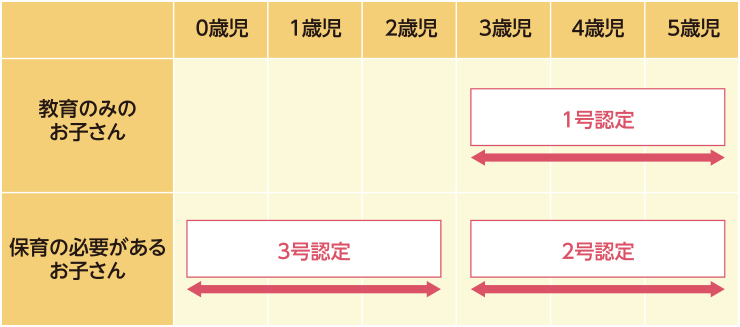 0歳児 1歳児 2歳児 3歳児 4歳児 5歳児
教育のみの
お子さん
1号認定
保育の必要がある
お子さん
3号認定 2号認定